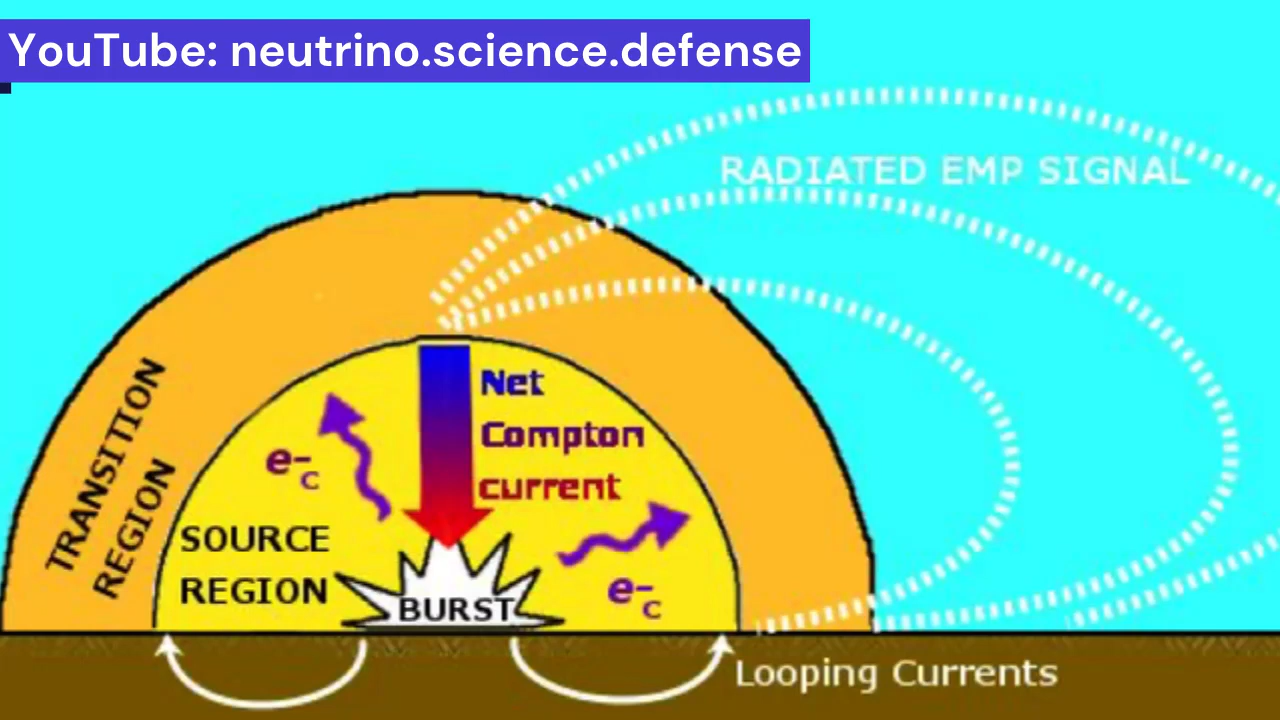 YouTube: neutrino.science.defense
RADIATED EMP SIGNAL
Net
Compton
current
TRANSITION
REGION
e-c
SOURCE
REGION
e-c
BURST
Looping Currents